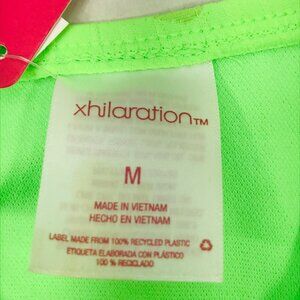 xhilaration™
M
MADE IN VIETNAM
HECHO EN VIETNAM
LABEL MADE FROM 100% RECYCLED PLASTIC
ETIQUETA ELABORADA CON PLÁSTICO
100 % RECICLADO